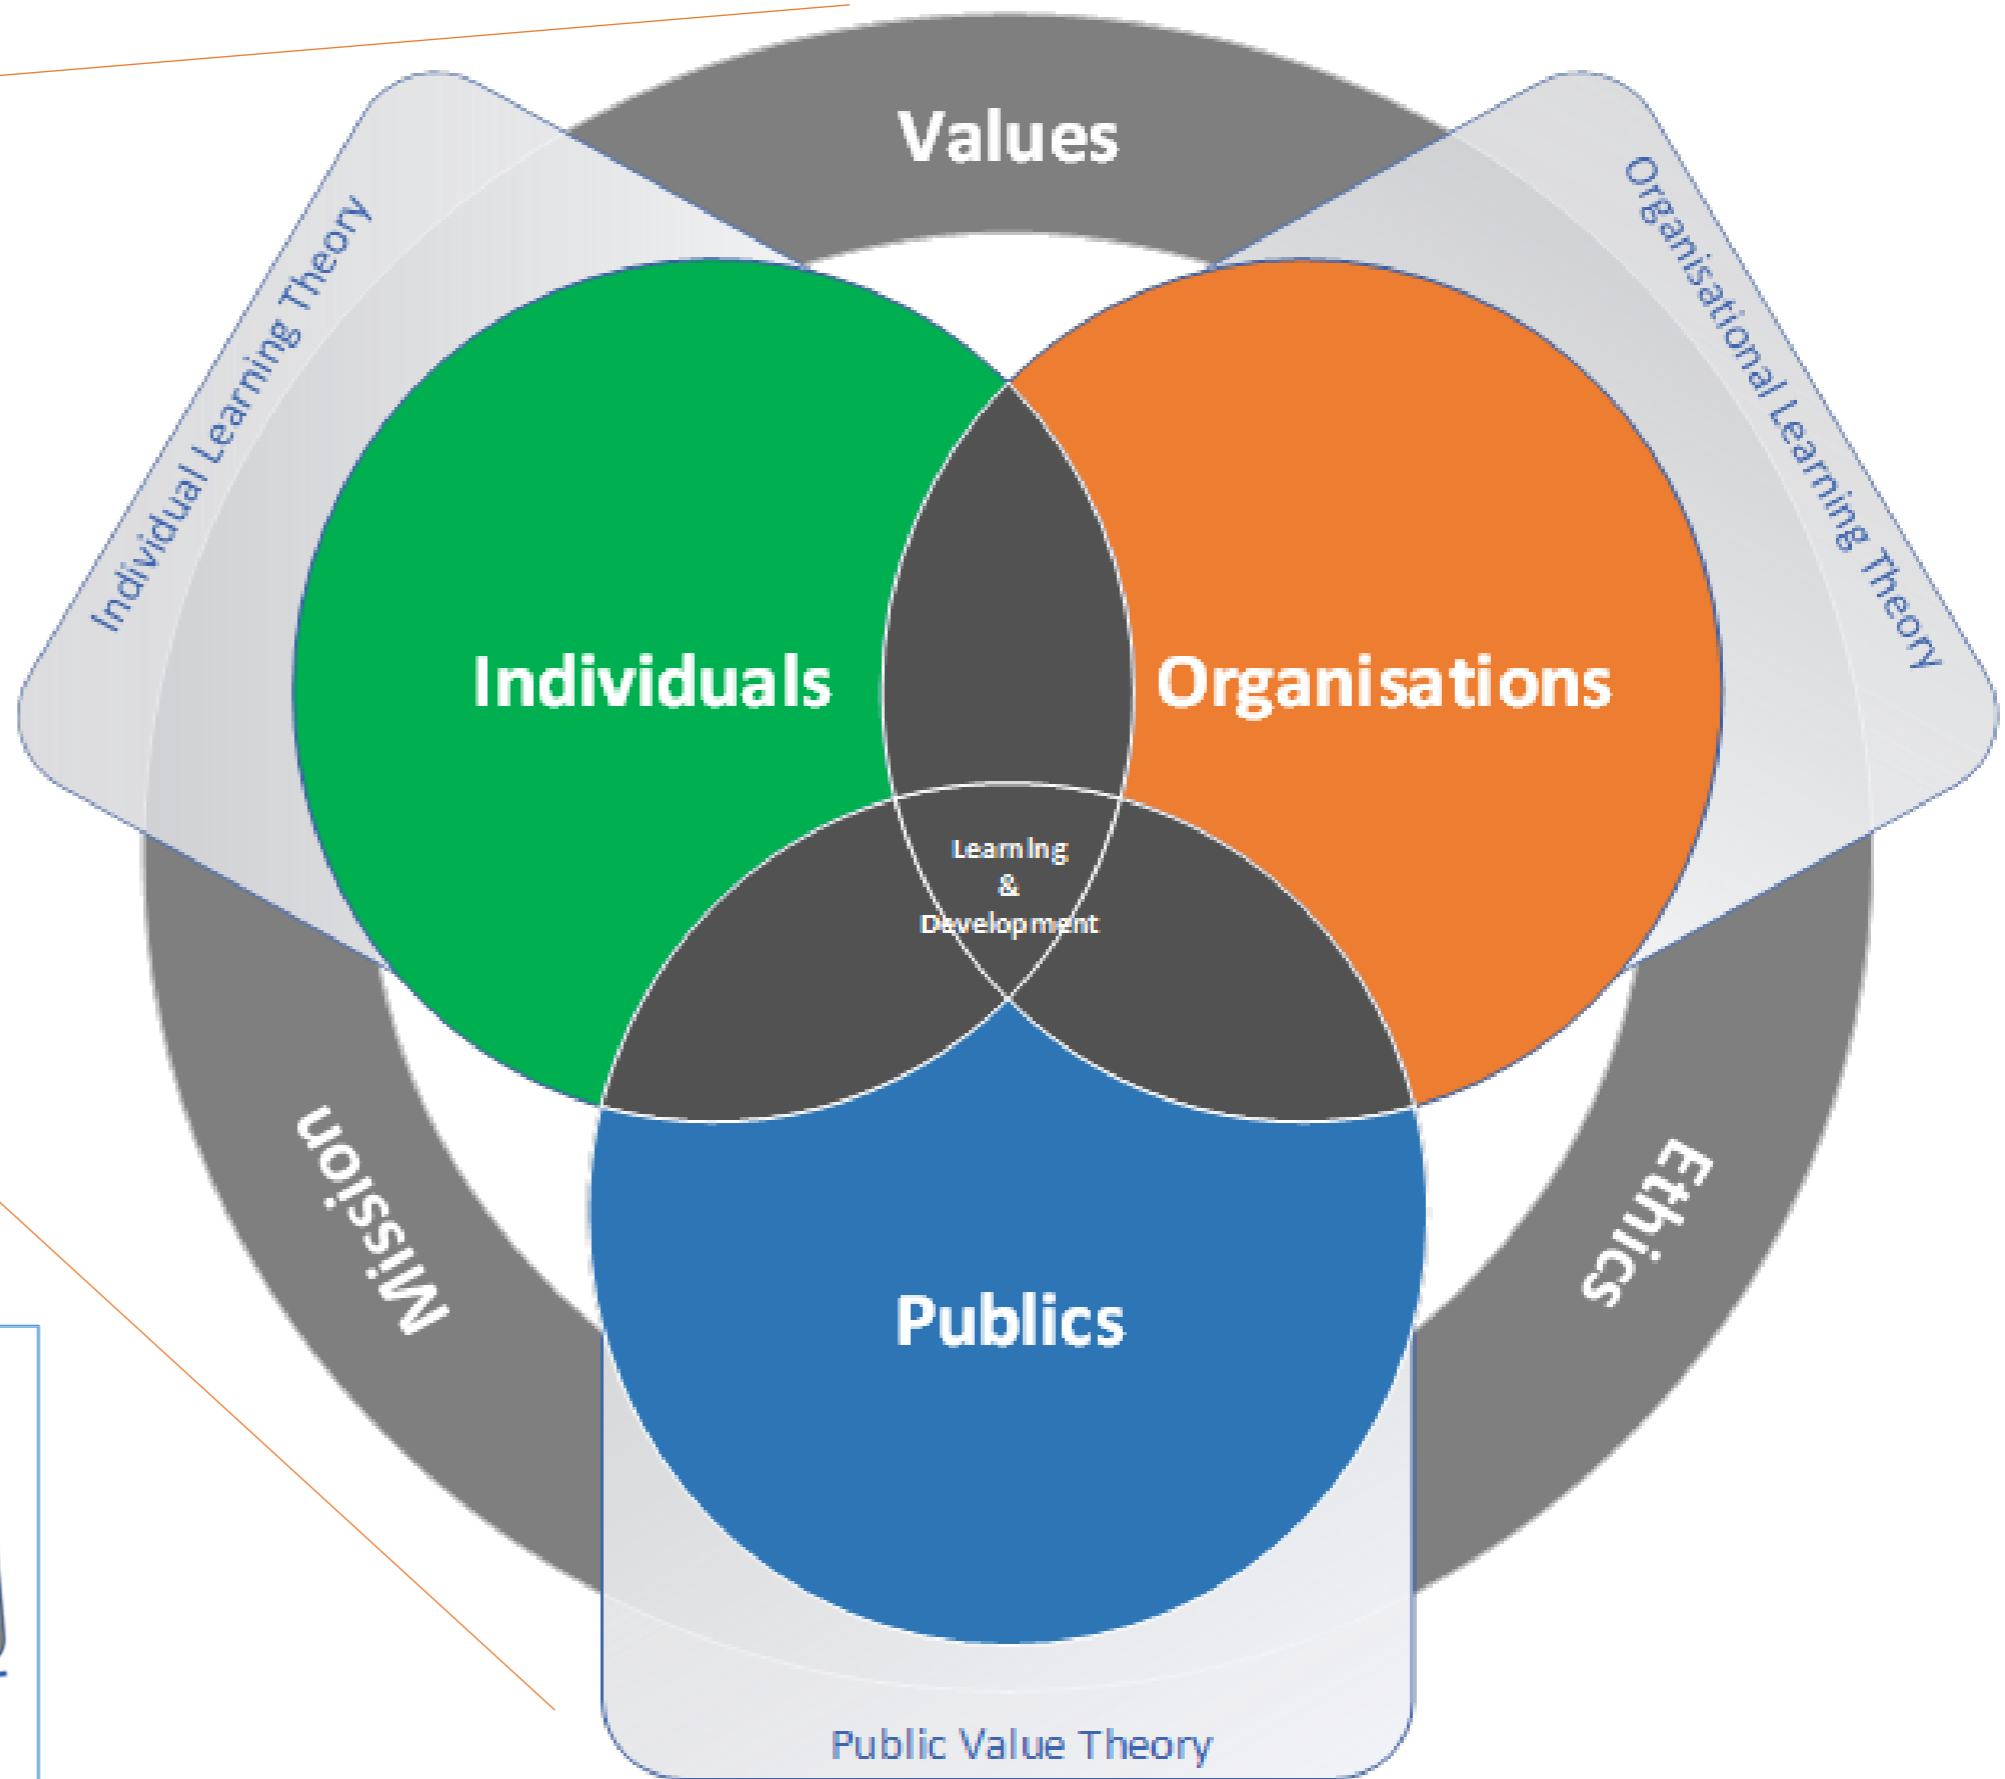 Values
Individual Learning Theory
Organisational Learning Theory
Individuals
Organisations
Learning
&
Development
Mission
Ethics
Publics
Public Value Theory